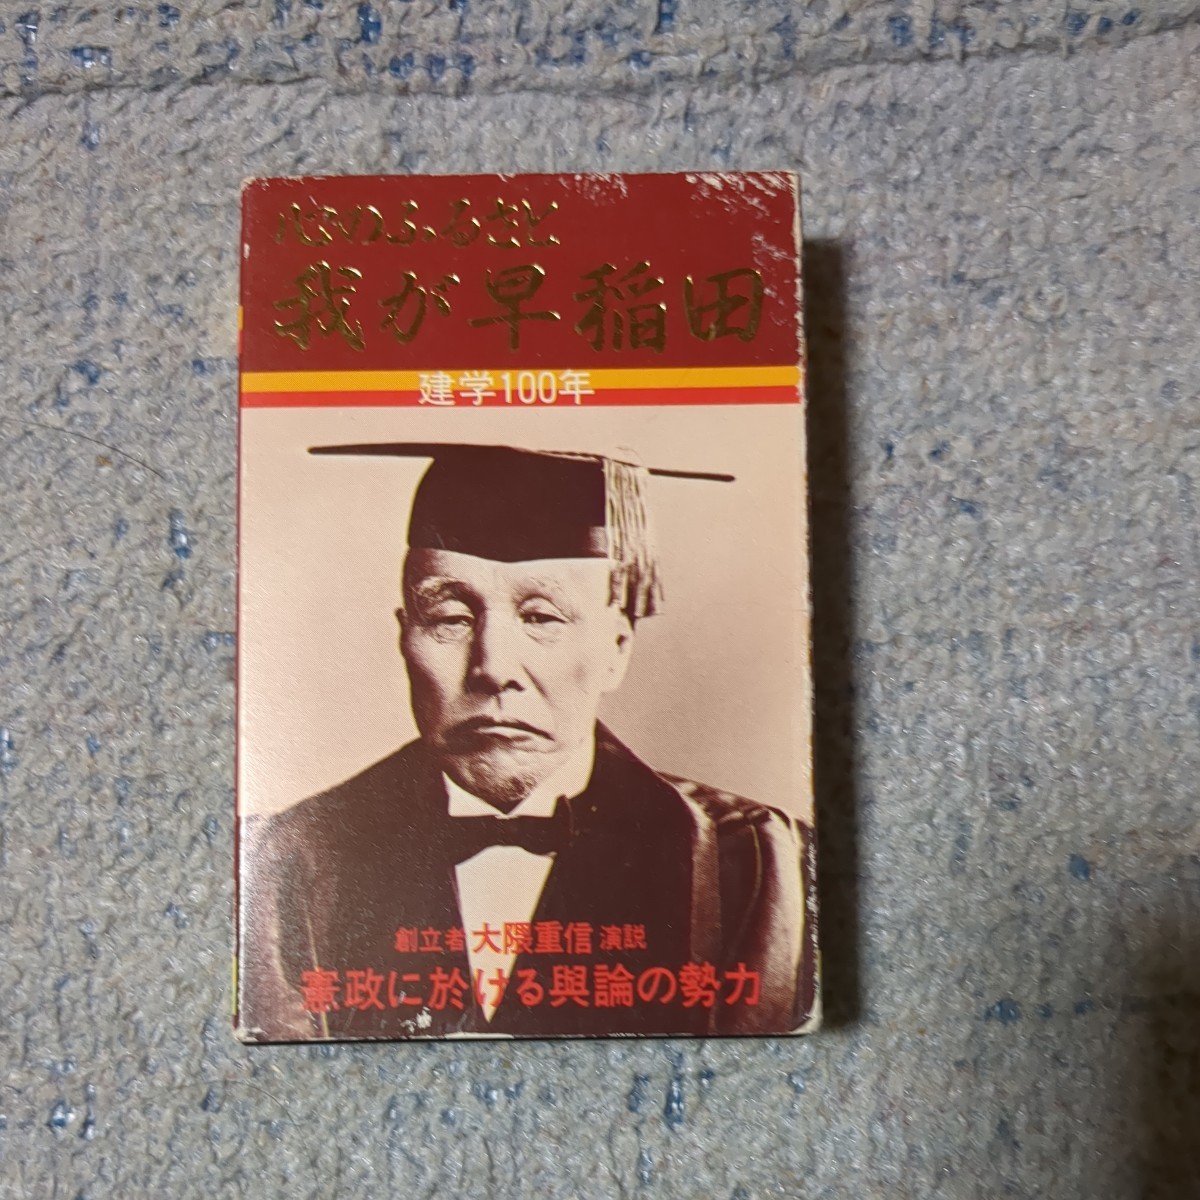 心のふるさと
我が早稲田
建学100年
創立者 大隈重信 演説
憲政に於ける輿論の勢力